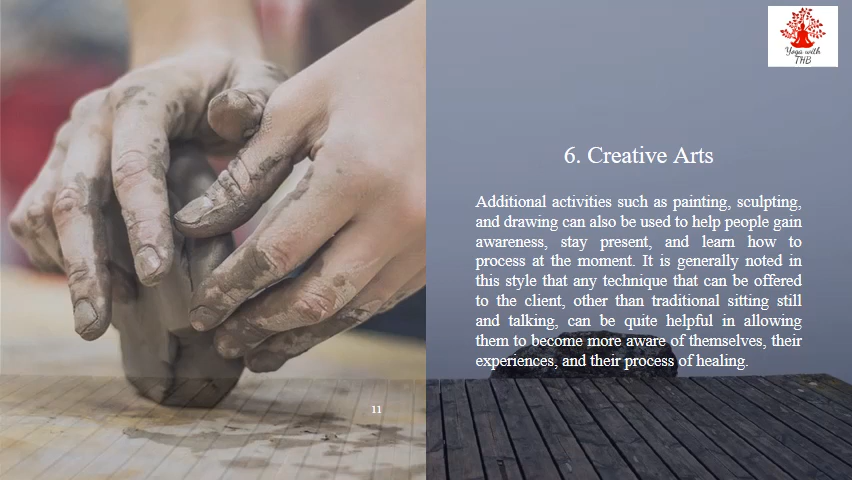 Yoga with
THB
6. Creative Arts
Additional activities such as painting, sculpting,
and drawing can also be used to help people gain
awareness, stay present, and learn how to
process at the moment. It is generally noted in
this style that any technique that can be offered
to the client, other than traditional sitting still
and talking, can be quite helpful in allowing
them to become more aware of themselves, their
experiences, and their process of healing.
11